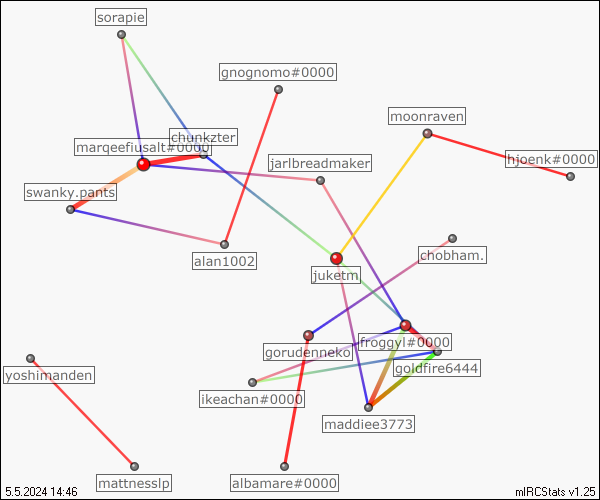 sorapie
gnognomo#0000
moonraven
chunkzter
marqeefiusalt#0000
jarlbreadmaker
hjoenk#0000
swanky.pants
alan1002
juketm
chobham.
froggyl#0000
gorudenneko
goldfire6444
yoshimanden
ikeachan#0000
maddiee3773
mattnesslp
albamare#0000
5.5.2024 14:46
mIRCStats v1.25